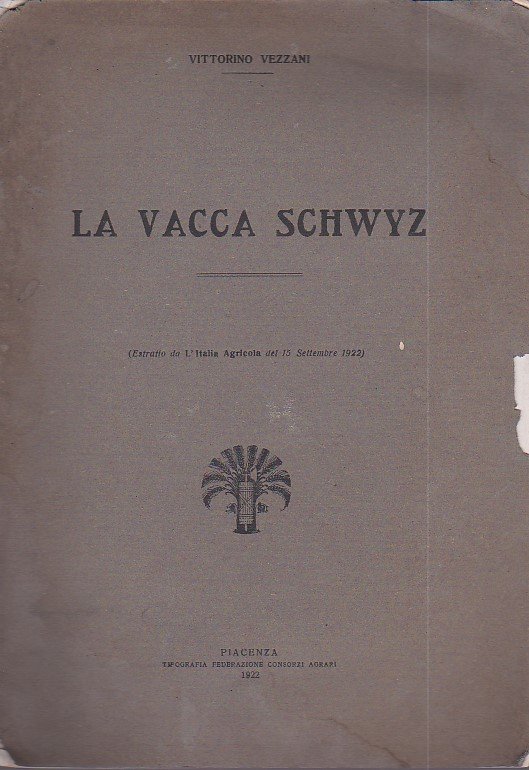 VITTORINO VEZZANI
LA VACCA SCHWYZ
(Estratto da L'Italia Agricola del 15 Settembre 1922)
PIACENZA
TIPOGRAFIA FEDERAZIONE CONSORZI AGRARI
1922